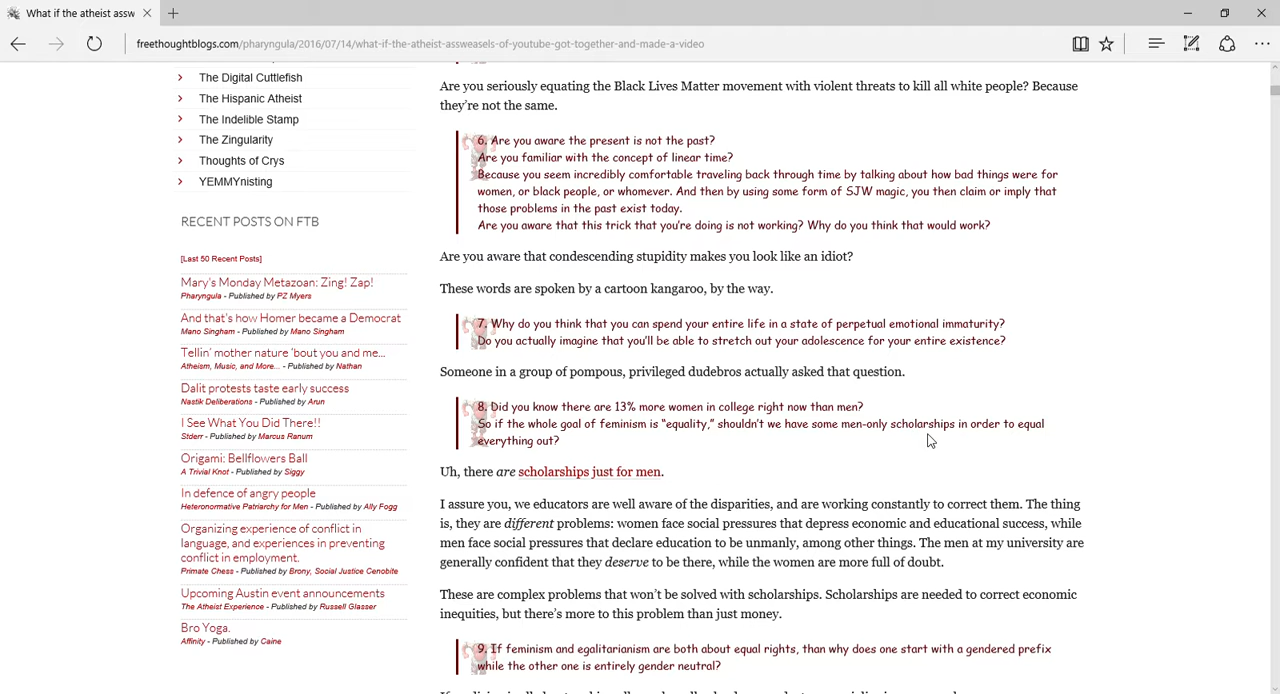 What if the atheist assw
freethoughtblogs.com/pharyngula/2016/07/14/what-if-the-atheist-assweasels-of-youtube-got-together-and-made-a-video
The Digital Cuttlefish
The Hispanic Atheist
The Indelible Stamp
The Zingularity
Thoughts of Crys
YEMMYnisting
RECENT POSTS ON FTB
[Last 50 Recent Posts]
Mary's Monday Metazoan: Zing! Zap!
Pharyngula - Published by PZ Myers
And that's how Homer became a Democrat
Mano Singham - Published by Mano Singham
Tellin' mother nature 'bout you and me...
Atheism, Music, and More... - Published by Nathan
Dalit protests taste early success
Nastik Deliberations - Published by Arun
I See What You Did There!!
Stderr - Published by Marcus Ranum
Origami: Bellflowers Ball
A Trivial Knot - Published by Siggy
In defence of angry people
Heteronormative Patriarchy for Men - Published by Ally Fogg
Organizing experience of conflict in
language, and experiences in preventing
conflict in employment.
Primate Chess - Published by Brony, Social Justice Cenobite
Upcoming Austin event announcements
The Atheist Experience - Published by Russell Glasser
Bro Yoga.
Affinity - Published by Caine
Are you seriously equating the Black Lives Matter movement with violent threats to kill all white people? Because
they're not the same.
6. Are you aware the present is not the past?
Are you familiar with the concept of linear time?
Because you seem incredibly comfortable traveling back through time by talking about how bad things were for
women, or black people, or whomever. And then by using some form of SJW magic, you then claim or imply that
those problems in the past exist today.
Are you aware that this trick that you're doing is not working? Why do you think that would work?
Are you aware that condescending stupidity makes you look like an idiot?
These words are spoken by a cartoon kangaroo, by the way.
7. Why do you think that you can spend your entire life in a state of perpetual emotional immaturity?
Do you actually imagine that you'll be able to stretch out your adolescence for your entire existence?
Someone in a group of pompous, privileged dudebros actually asked that question.
8. Did you know there are 13% more women in college right now than men?
So if the whole goal of feminism is "equality," shouldn't we have some men-only scholarships in order to equal
everything out?
Uh, there are scholarships just for men.
I assure you, we educators are well aware of the disparities, and are working constantly to correct them. The thing
is, they are different problems: women face social pressures that depress economic and educational success, while
men face social pressures that declare education to be unmanly, among other things. The men at my university are
generally confident that they deserve to be there, while the women are more full of doubt.
These are complex problems that won't be solved with scholarships. Scholarships are needed to correct economic
inequities, but there's more to this problem than just money.
9. If feminism and egalitarianism are both about equal rights, than why does one start with a gendered prefix
while the other one is entirely gender neutral?